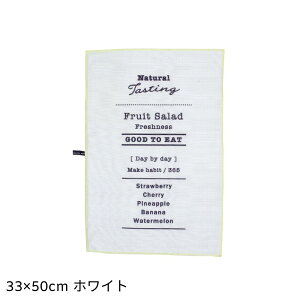 Natural
Tasting
Fruit Salad
Freshness
GOOD TO EAT
[ Day by day ]
Make habit / 365
Strawberry
Cherry
Pineapple
Banana
Watermelon
33×50cm ホワイト